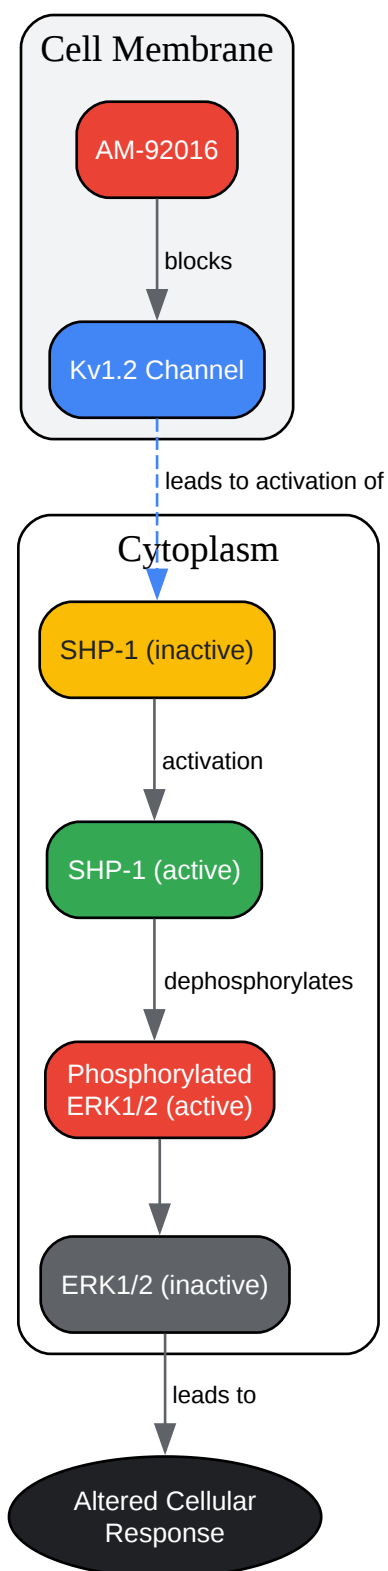 Cell Membrane
AM-92016
blocks
Kv1.2 Channel
leads to activation of
Cytoplasm
SHP-1 (inactive)
activation
SHP-1 (active)
dephosphorylates
Phosphorylated
ERK1/2 (active)
ERK1/2 (inactive)
leads to
Altered Cellular
Response